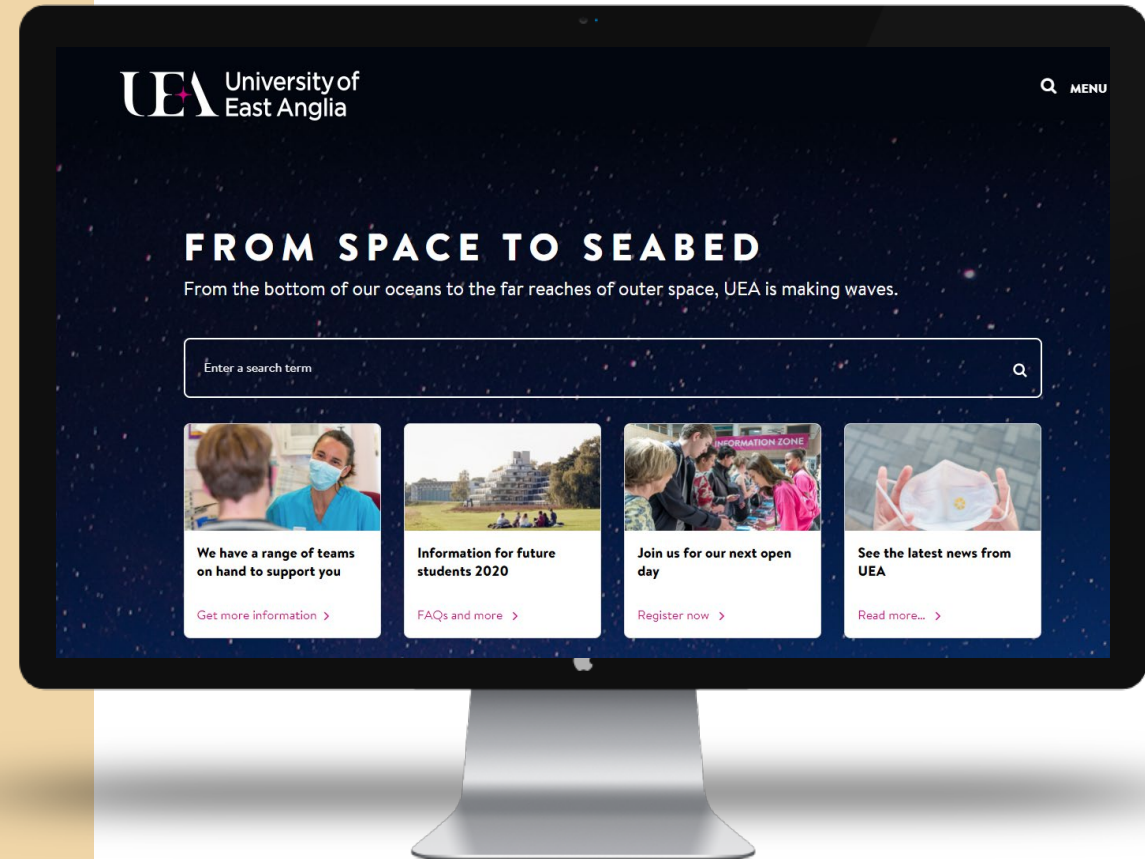 UEA University of
East Anglia
MENU
FROM SPACE TO SEABED
From the bottom of our oceans to the far reaches of outer space, UEA is making waves.
Enter a search term
INFORMATION ZONE
We have a range of teams
on hand to support you
Information for future
students 2020
Join us for our next open
day
See the latest news from
UEA
Get more information >
FAQs and more >
Register now >
Read more... >